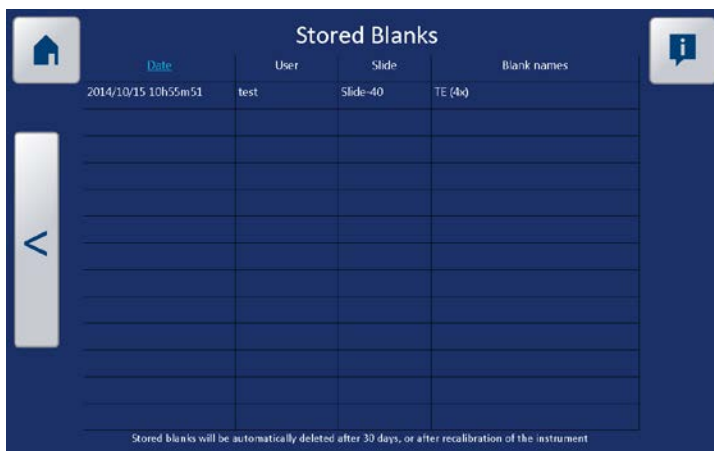 Stored Blanks
Date User Slide Blank names
2014/10/15 10h55m51 test Slide-40 TE (4x)
<
Stored blanks will be automatically deleted after 30 days, or after recalibration of the instrument